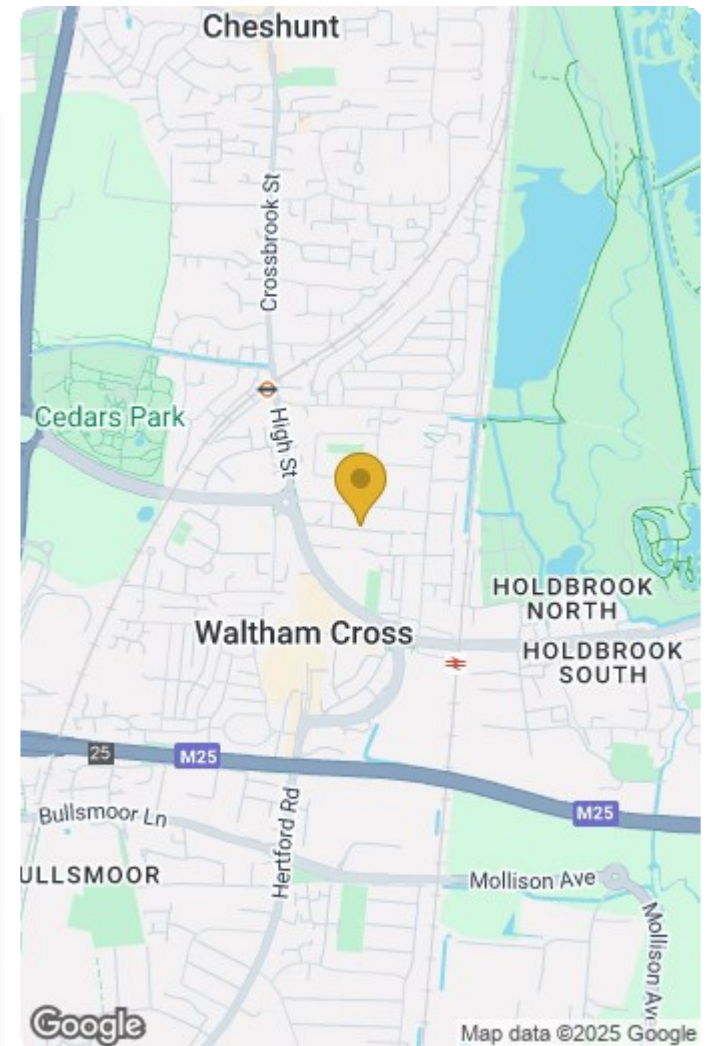 Cheshunt
Crossbrook St
Cedars Park
High St
HOLDBROOK
NORTH
Waltham Cross
HOLDBROOK
SOUTH
25
M25
M25
Bullsmoor Ln
Hertford Rd
ULLSMOOR
Mollison Ave
Mollison Ave
Google
Map data ©2025 Google